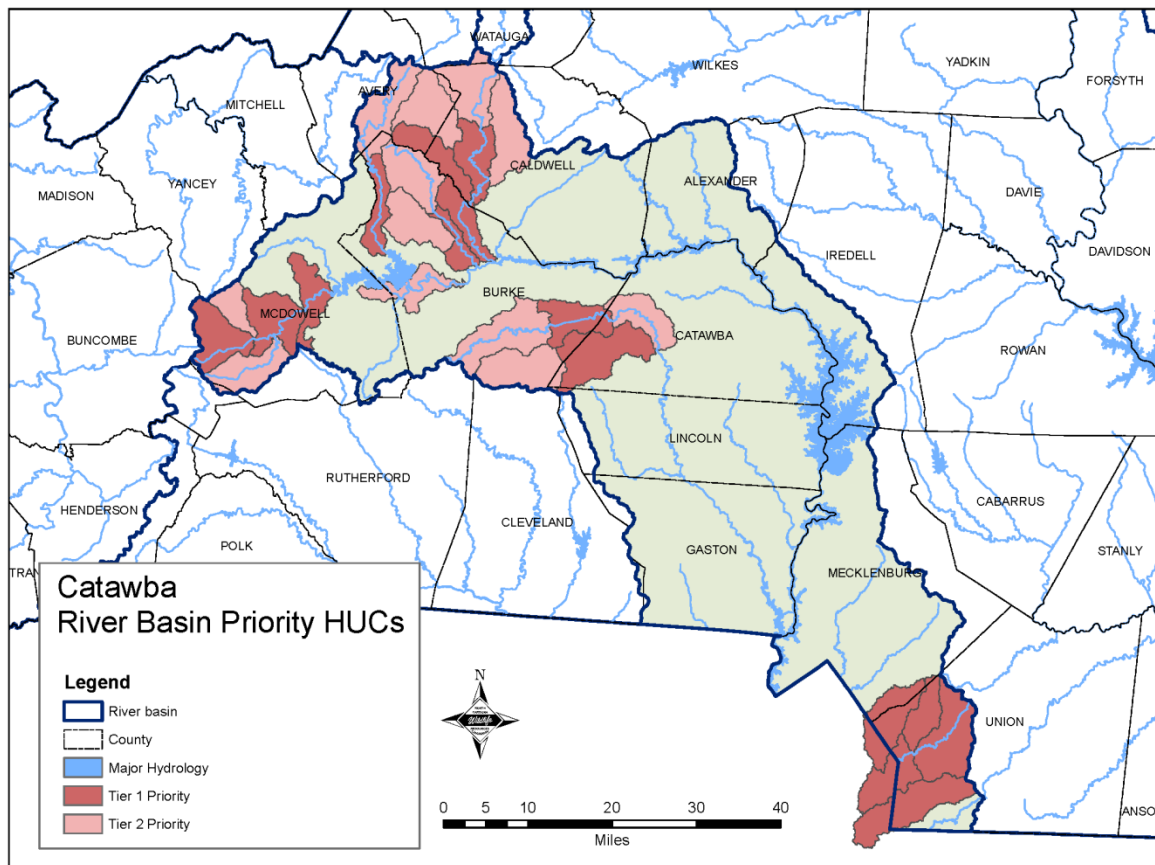 WATAUGA
WILKES
YADKIN
FORSYTH
AVERY
MITCHELL
CALDWELL
ALEXANDER
MADISON
YANCEY
DAVIE
DAVIDSON
IREDELL
BURKE
MCDOWELL
BUNCOMBE
CATAWBA
ROWAN
LINCOLN
RUTHERFORD
CABARRUS
HENDERSON
CLEVELAND
POLK
GASTON
STANLY
TRAN
MECKLENBURG
UNION
ANSO
Catawba
River Basin Priority HUCs
Legend
River basin
County
Major Hydrology
Tier 1 Priority
Tier 2 Priority
N
0 5 10 20 30 40
Miles